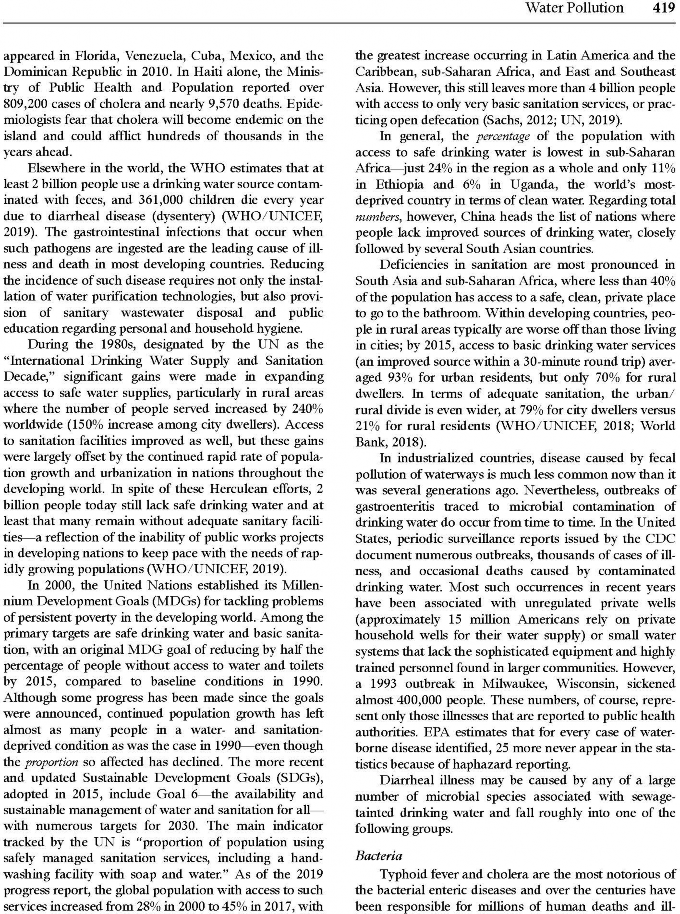 Water Pollution 419
appeared in Florida, Venezuela, Cuba, Mexico, and the
Dominican Republic in 2010. In Haiti alone, the Minis-
try of Public Health and Population reported over
809,200 cases of cholera and nearly 9,570 deaths. Epide-
miologists fear that cholera will become endemic on the
island and could afflict hundreds of thousands in the
years ahead.
Elsewhere in the world, the WHO estimates that at
least 2 billion people use a drinking water source contam-
inated with feces, and 361,000 children die every year
due to diarrheal disease (dysentery) (WHO/UNICEF,
2019). The gastrointestinal infections that occur when
such pathogens are ingested are the leading cause of ill-
ness and death in most developing countries. Reducing
the incidence of such disease requires not only the instal-
lation of water purification technologies, but also provi-
sion of sanitary wastewater disposal and public
education regarding personal and household hygiene.
During the 1980s, designated by the UN as the
“International Drinking Water Supply and Sanitation
Decade,” significant gains were made in expanding
access to safe water supplies, particularly in rural areas
where the number of people served increased by 240%
worldwide (150% increase among city dwellers). Access
to sanitation facilities improved as well, but these gains
were largely offset by the continued rapid rate of popula-
tion growth and urbanization in nations throughout the
developing world. In spite of these Herculean efforts, 2
billion people today still lack safe drinking water and at
least that many remain without adequate sanitary facili-
ties—a reflection of the inability of public works projects
in developing nations to keep pace with the needs of rap-
idly growing populations (WHO/UNICEF, 2019).
In 2000, the United Nations established its Millen-
nium Development Goals (MDGs) for tackling problems
of persistent poverty in the developing world. Among the
primary targets are safe drinking water and basic sanita-
tion, with an original MDG goal of reducing by half the
percentage of people without access to water and toilets
by 2015, compared to baseline conditions in 1990.
Although some progress has been made since the goals
were announced, continued population growth has left
almost as many people in a water- and sanitation-
deprived condition as was the case in 1990—even though
the proportion so affected has declined. The more recent
and updated Sustainable Development Goals (SDGs),
adopted in 2015, include Goal 6—the availability and
sustainable management of water and sanitation for all—
with numerous targets for 2030. The main indicator
tracked by the UN is “proportion of population using
safely managed sanitation services, including a hand-
washing facility with soap and water.” As of the 2019
progress report, the global population with access to such
services increased from 28% in 2000 to 45% in 2017, with
the greatest increase occurring in Latin America and the
Caribbean, sub-Saharan Africa, and East and Southeast
Asia. However, this still leaves more than 4 billion people
with access to only very basic sanitation services, or prac-
ticing open defecation (Sachs, 2012; UN, 2019).
In general, the percentage of the population with
access to safe drinking water is lowest in sub-Saharan
Africa—just 24% in the region as a whole and only 11%
in Ethiopia and 6% in Uganda, the world’s most-
deprived country in terms of clean water. Regarding total
numbers, however, China heads the list of nations where
people lack improved sources of drinking water, closely
followed by several South Asian countries.
Deficiencies in sanitation are most pronounced in
South Asia and sub-Saharan Africa, where less than 40%
of the population has access to a safe, clean, private place
to go to the bathroom. Within developing countries, peo-
ple in rural areas typically are worse off than those living
in cities; by 2015, access to basic drinking water services
(an improved source within a 30-minute round trip) aver-
aged 93% for urban residents, but only 70% for rural
dwellers. In terms of adequate sanitation, the urban/
rural divide is even wider, at 79% for city dwellers versus
21% for rural residents (WHO/UNICEF, 2018; World
Bank, 2018).
In industrialized countries, disease caused by fecal
pollution of waterways is much less common now than it
was several generations ago. Nevertheless, outbreaks of
gastroenteritis traced to microbial contamination of
drinking water do occur from time to time. In the United
States, periodic surveillance reports issued by the CDC
document numerous outbreaks, thousands of cases of ill-
ness, and occasional deaths caused by contaminated
drinking water. Most such occurrences in recent years
have been associated with unregulated private wells
(approximately 15 million Americans rely on private
household wells for their water supply) or small water
systems that lack the sophisticated equipment and highly
trained personnel found in larger communities. However,
a 1993 outbreak in Milwaukee, Wisconsin, sickened
almost 400,000 people. These numbers, of course, repre-
sent only those illnesses that are reported to public health
authorities. EPA estimates that for every case of water-
borne disease identified, 25 more never appear in the sta-
tistics because of haphazard reporting.
Diarrheal illness may be caused by any of a large
number of microbial species associated with sewage-
tainted drinking water and fall roughly into one of the
following groups.
Bacteria
Typhoid fever and cholera are the most notorious of
the bacterial enteric diseases and over the centuries have
been responsible for millions of human deaths and ill-